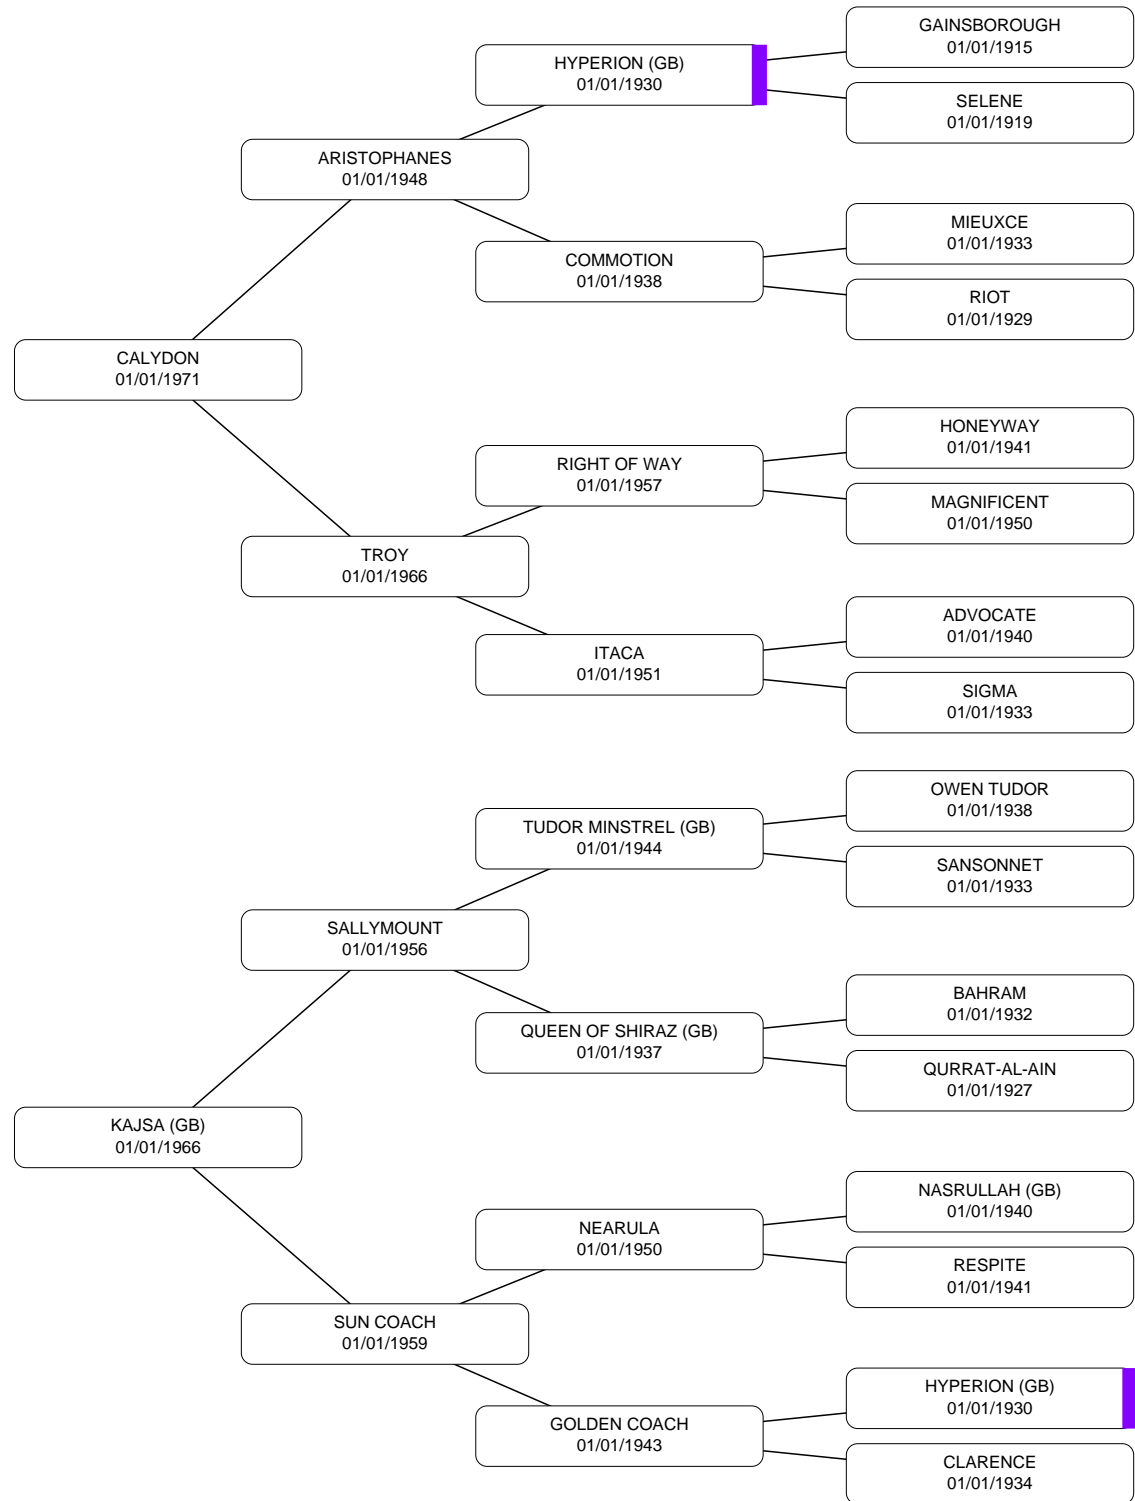 GAINSBOROUGH
01/01/1915
HYPERION (GB)
01/01/1930
SELENE
01/01/1919
ARISTOPHANES
01/01/1948
MIEUXCE
01/01/1933
COMMOTION
01/01/1938
RIOT
01/01/1929
CALYDON
01/01/1971
HONEYWAY
01/01/1941
RIGHT OF WAY
01/01/1957
MAGNIFICENT
01/01/1950
TROY
01/01/1966
ADVOCATE
01/01/1940
ITACA
01/01/1951
SIGMA
01/01/1933
OWEN TUDOR
01/01/1938
TUDOR MINSTREL (GB)
01/01/1944
SANSONNET
01/01/1933
SALLYMOUNT
01/01/1956
BAHRAM
01/01/1932
QUEEN OF SHIRAZ (GB)
01/01/1937
QURRAT-AL-AIN
01/01/1927
KAJSA (GB)
01/01/1966
NASRULLAH (GB)
01/01/1940
NEARULA
01/01/1950
RESPITE
01/01/1941
SUN COACH
01/01/1959
HYPERION (GB)
01/01/1930
GOLDEN COACH
01/01/1943
CLARENCE
01/01/1934